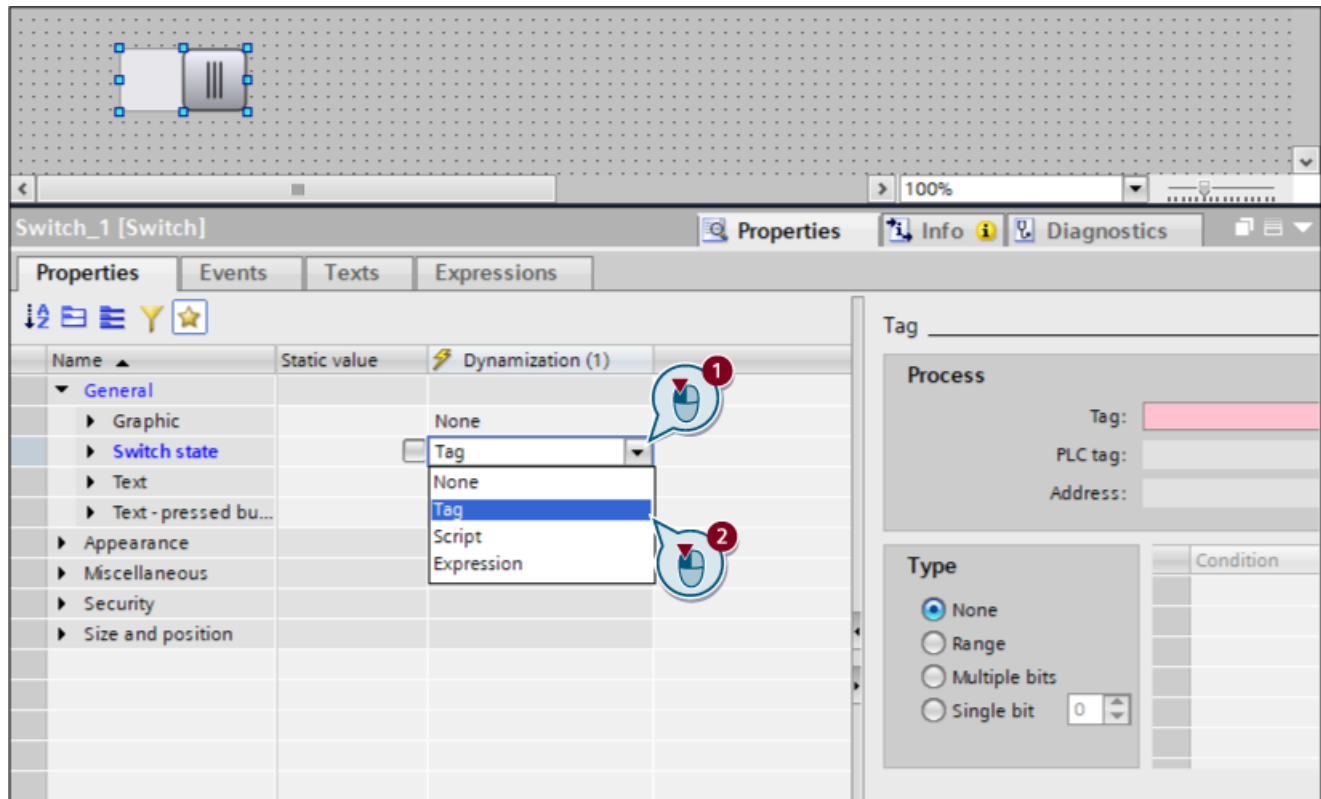 100%
Switch_1 [Switch]
Properties Info Diagnostics
Properties Events Texts Expressions
Name Static value Dynamization (1)
General
Graphic None
Switch state Tag
Text None
Text - pressed bu... Tag
Appearance Script
Miscellaneous Expression
Security
Size and position
1
2
Tag
Process
Tag:
PLC tag:
Address:
Type Condition
None
Range
Multiple bits
Single bit 0